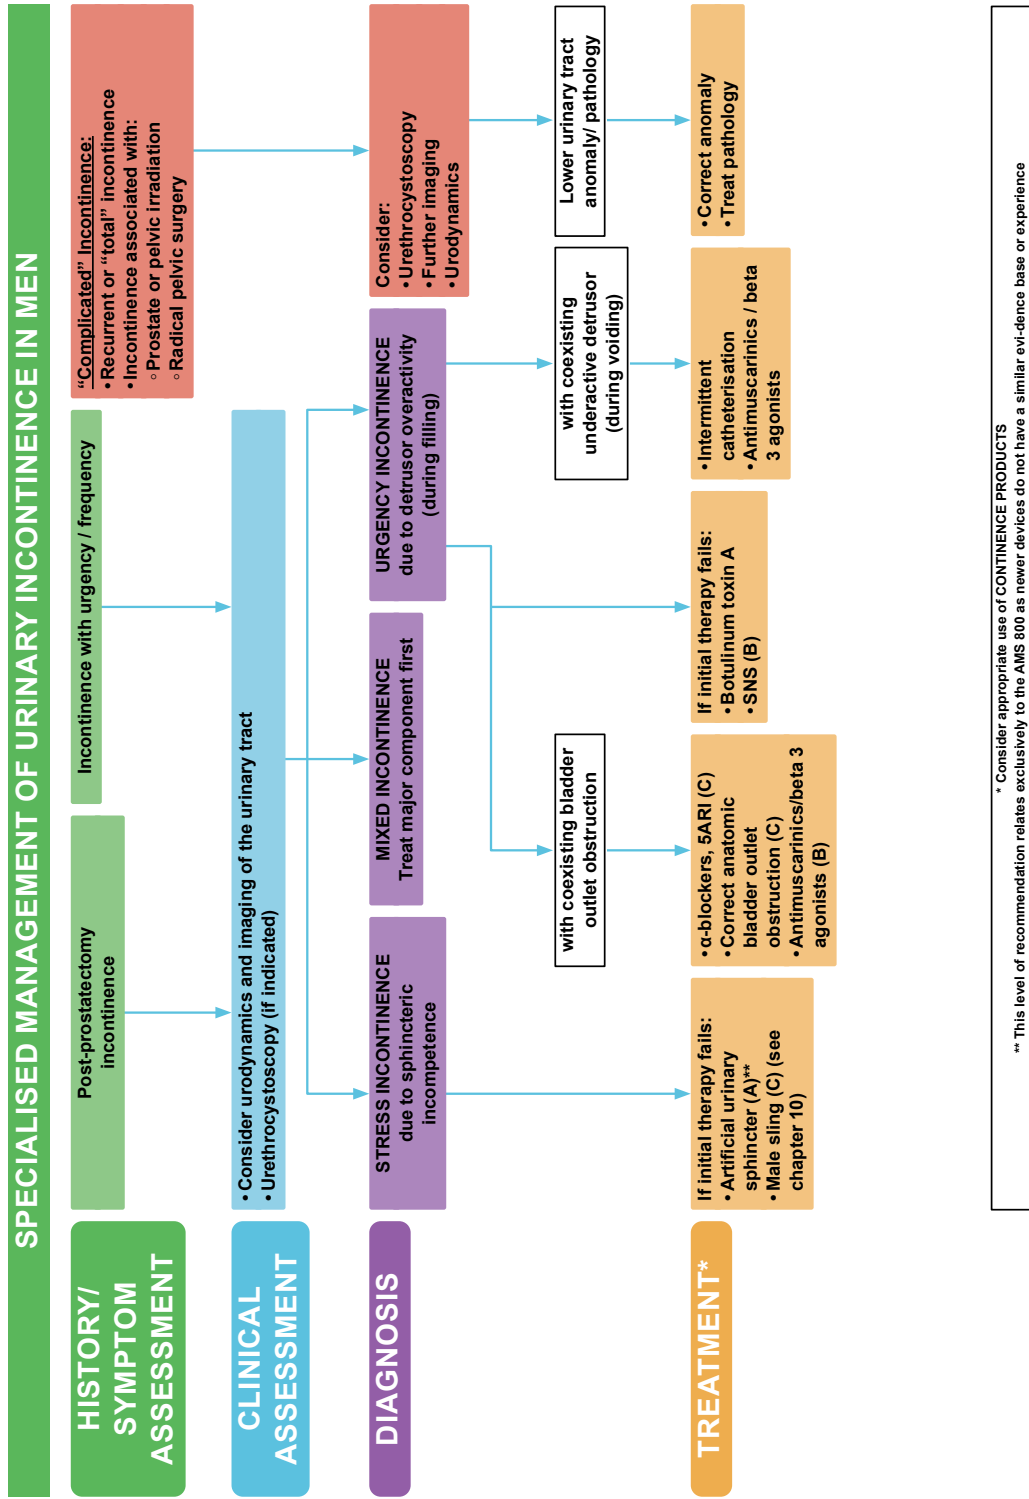 SPECIALISED MANAGEMENT OF URINARY INCONTINENCE IN MEN
HISTORY/
SYMPTOM
ASSESSMENT
Post-prostatectomy
incontinence
Incontinence with urgency / frequency
“Complicated” Incontinence:
• Recurrent or “total” incontinence
• Incontinence associated with:
◦ Prostate or pelvic irradiation
◦ Radical pelvic surgery
CLINICAL
ASSESSMENT
• Consider urodynamics and imaging of the urinary tract
• Urethrocystoscopy (if indicated)
DIAGNOSIS
STRESS INCONTINENCE
due to sphincteric
incompetence
MIXED INCONTINENCE
Treat major component first
URGENCY INCONTINENCE
due to detrusor overactivity
(during filling)
Consider:
• Urethrocystoscopy
• Further imaging
• Urodynamics
with coexisting bladder
outlet obstruction
with coexisting
underactive detrusor
(during voiding)
Lower urinary tract
anomaly/ pathology
TREATMENT*
If initial therapy fails:
• Artificial urinary
sphincter (A)**
• Male sling (C) (see
chapter 10)
• α-blockers, 5ARI (C)
• Correct anatomic
bladder outlet
obstruction (C)
• Antimuscarinics/beta 3
agonists (B)
If initial therapy fails:
• Botulinum toxin A
• SNS (B)
• Intermittent
catheterisation
• Antimuscarinics / beta
3 agonists
• Correct anomaly
• Treat pathology
* Consider appropriate use of CONTINENCE PRODUCTS
** This level of recommendation relates exclusively to the AMS 800 as newer devices do not have a similare evi-dence base or experience